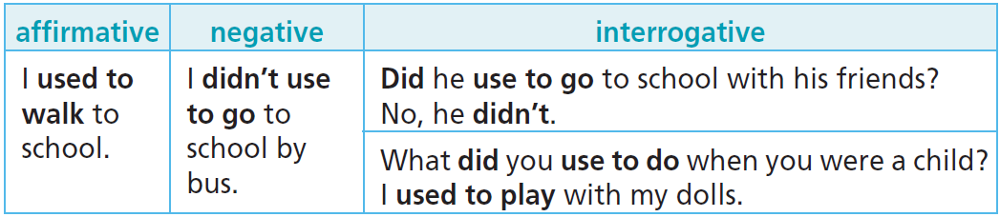 affirmative
negative
interrogative
I used to
walk to
school.
I didn’t use
to go to
school by
bus.
Did he use to go to school with his friends?
No, he didn’t.
What did you use to do when you were a child?
I used to play with my dolls.